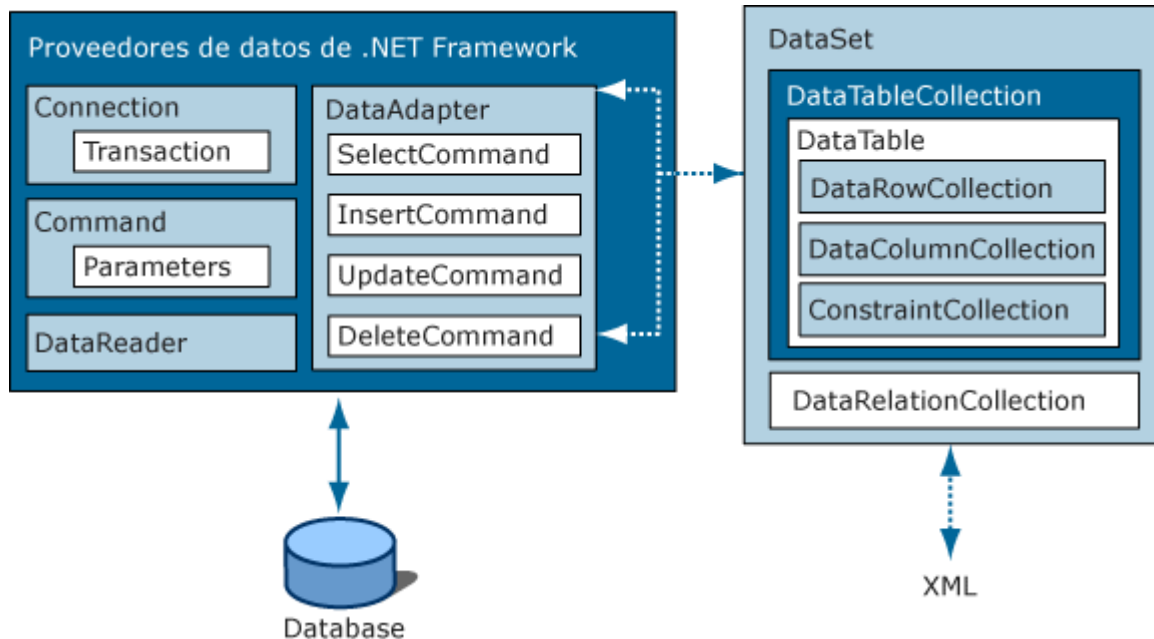 Proveedores de datos de .NET Framework
Connection
Transaction
Command
Parameters
DataReader
DataAdapter
SelectCommand
InsertCommand
UpdateCommand
DeleteCommand
Database
DataSet
DataTableCollection
DataTable
DataRowCollection
DataColumnCollection
ConstraintCollection
DataRelationCollection
XML